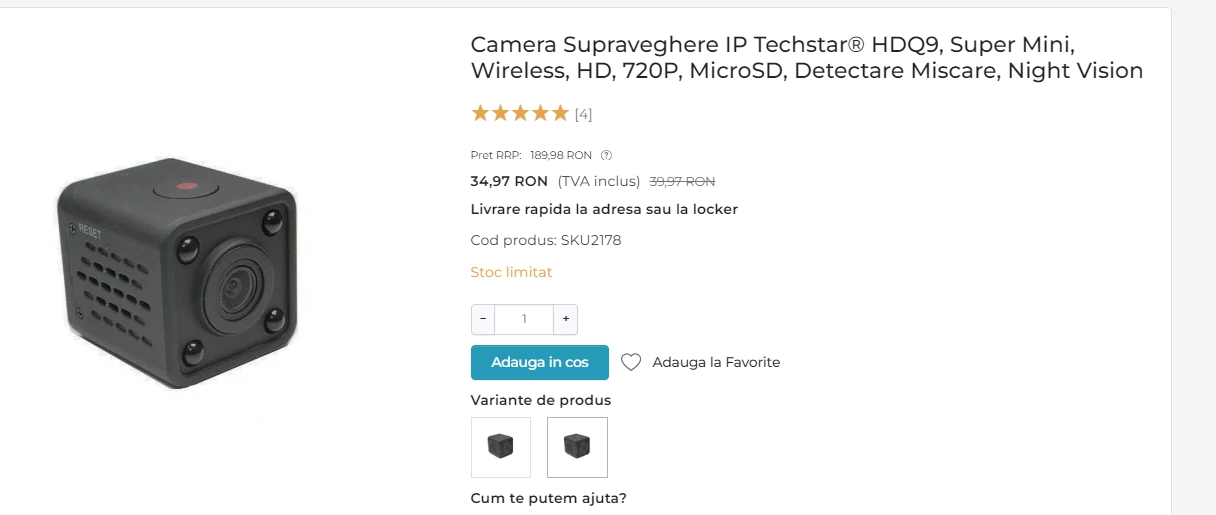 Camera Supraveghere IP Techstar® HDQ9, Super Mini,
Wireless, HD, 720P, MicroSD, Detectare Miscare, Night Vision
[4]
Pret RRP: 189,98 RON ?
34,97 RON (TVA inclus) 39,97 RON
Livrare rapida la adresa sau la locker
Cod produs: SKU2178
Stoc limitat
− 1 +
Adauga in cos Adauga la Favorite
Variante de produs
Cum te putem ajuta?
RESET